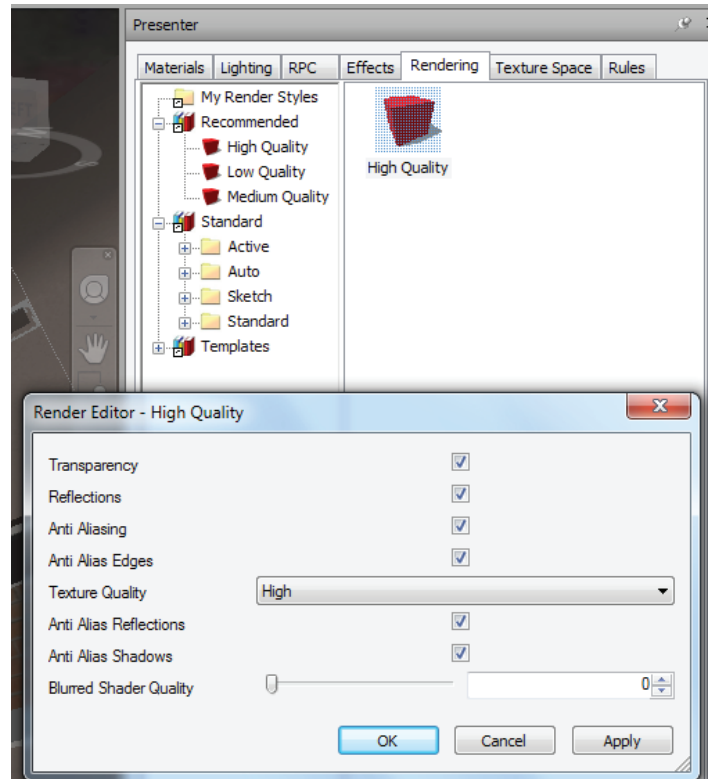 Presenter
Materials Lighting RPC Effects Rendering Texture Space Rules
My Render Styles
Recommended
High Quality
Low Quality
Medium Quality
Standard
Active
Auto
Sketch
Standard
Templates
High Quality
Render Editor - High Quality
Transparency
Reflections
Anti Aliasing
Anti Alias Edges
Texture Quality High
Anti Alias Reflections
Anti Alias Shadows
Blurred Shader Quality 0
OK Cancel Apply